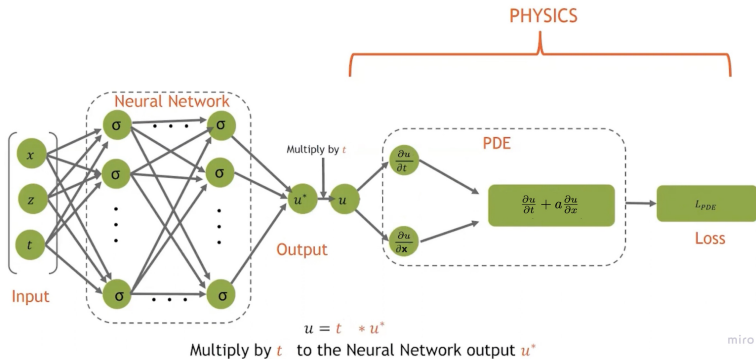 PHYSICS
Neural Network
PDE
Multiply by t
σ . . . σ
x
σ σ
z
t
u* u
∂u/∂t
∂u/∂t + a ∂u/∂x
L_PDE
∂u/∂x
Output
Loss
Input
σ . . . σ
u = t * u*
Multiply by t to the Neural Network output u*
miro